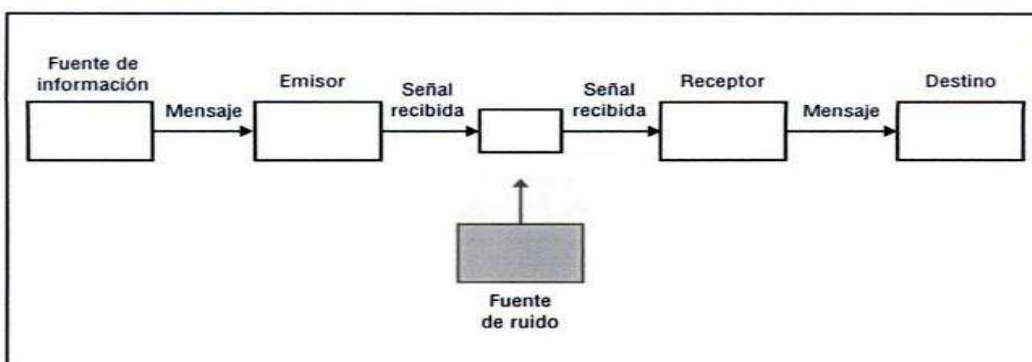 Fuente de
información
Mensaje
Emisor
Señal
recibida
Señal
recibida
Receptor
Mensaje
Destino
Fuente
de ruido